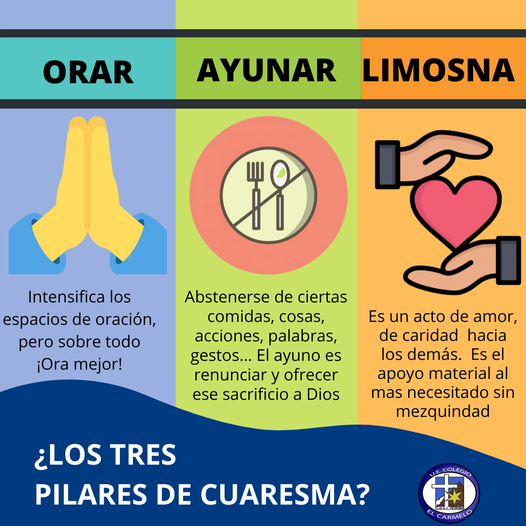 ORAR
AYUNAR
LIMOSNA
Intensifica los
espacios de oración,
pero sobre todo
¡Ora mejor!
Abstenerse de ciertas
comidas, cosas,
acciones, palabras,
gestos... El ayuno es
renunciar y ofrecer
ese sacrificio a Dios
Es un acto de amor,
de caridad hacia
los demás. Es el
apoyo material al
mas necesitado sin
mezquindad
¿LOS TRES
PILARES DE CUARESMA?
U.E. COLEGIO
EL CARMELO